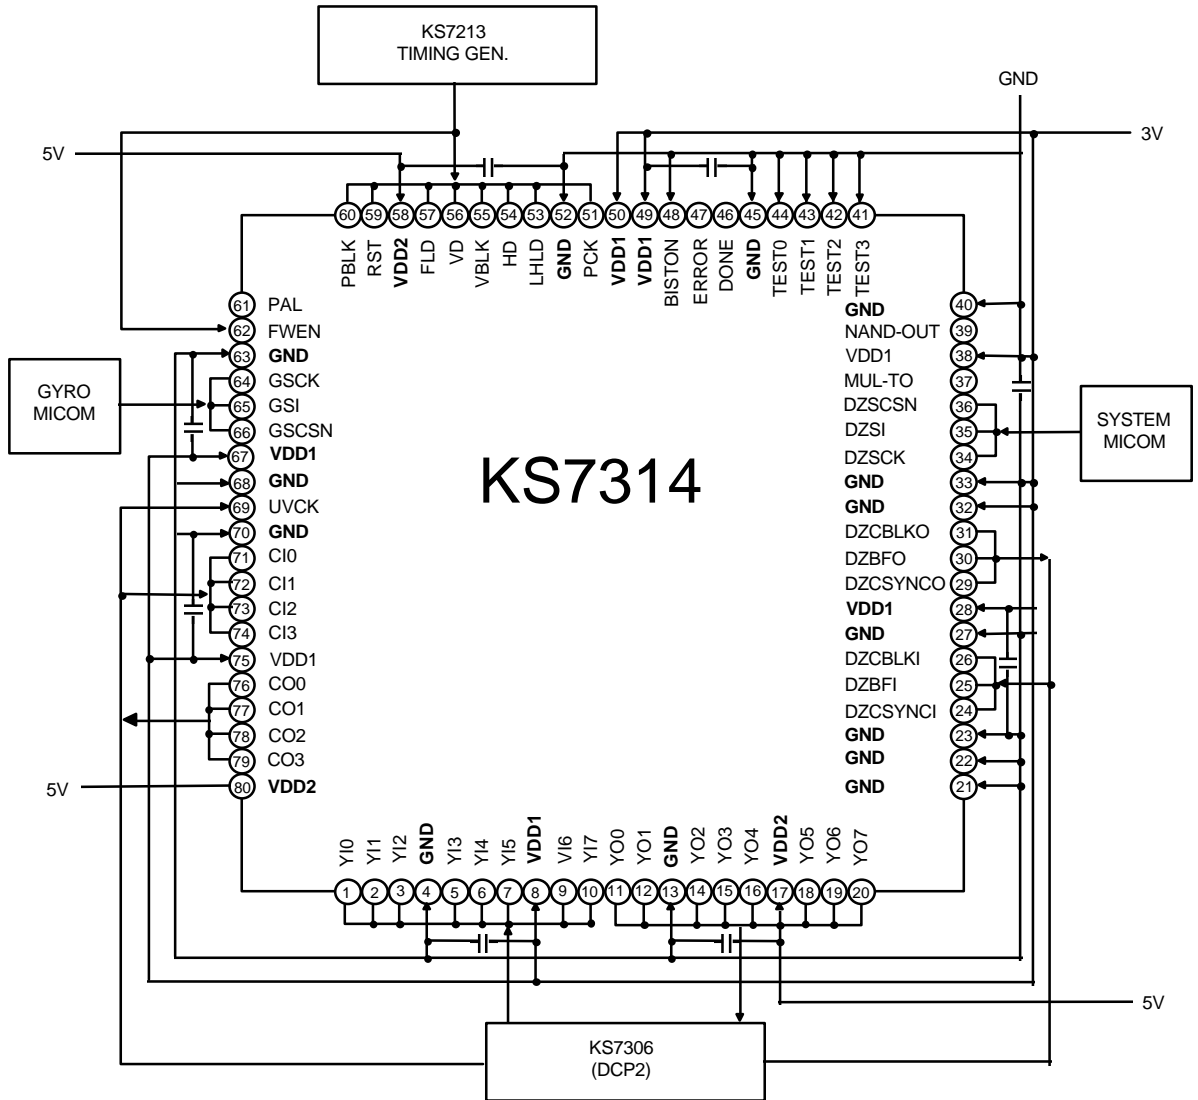 KS7213
TIMING GEN.
GND
5V
3V
60 59 58 57 56 55 54 53 52 51 50 49 48 47 46 45 44 43 42 41
PBLK RST VDD2 FLD VD VBLK HD LHLD GND PCK VDD1 VDD1 BISTON ERROR DONE GND TEST0 TEST1 TEST2 TEST3
61 PAL
62 FWEN
63 GND
64 GSCK
65 GSI
66 GSCSN
67 VDD1
68 GND
69 UVCK
70 GND
71 CI0
72 CI1
73 CI2
74 CI3
75 VDD1
76 CO0
77 CO1
78 CO2
79 CO3
80 VDD2
GYRO
MICOM
5V
KS7314
GND 40
NAND-OUT 39
VDD1 38
MUL-TO 37
DZSCSN 36
DZSI 35
DZSCK 34
GND 33
GND 32
DZCBLKO 31
DZBFO 30
DZCSYNCO 29
VDD1 28
GND 27
DZCBLKI 26
DZBFI 25
DZCSYNCI 24
GND 23
GND 22
GND 21
SYSTEM
MICOM
YI0 YI1 YI2 GND YI3 YI4 YI5 VDD1 VI6 YI7 YO0 YO1 GND YO2 YO3 YO4 VDD2 YO5 YO6 YO7
1 2 3 4 5 6 7 8 9 10 11 12 13 14 15 16 17 18 19 20
5V
KS7306
(DCP2)